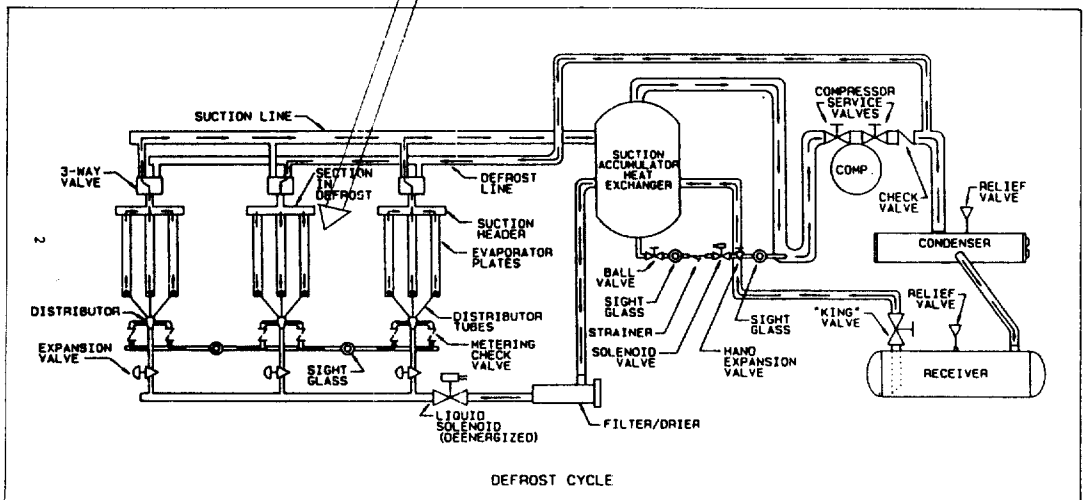 COMPRESSOR
SERVICE
VALVES
SUCTION LINE
3-WAY
VALVE
SECTION
IN
DEFROST
DEFROST
LINE
SUCTION
ACCUMULATOR
HEAT
EXCHANGER
COMP.
CHECK
VALVE
RELIEF
VALVE
2
SUCTION
HEADER
EVAPORATOR
PLATES
CONDENSER
BALL
VALVE
SIGHT
GLASS
STRAINER
SOLENOID
VALVE
HAND
EXPANSION
VALVE
SIGHT
GLASS
"KING"
VALVE
RELIEF
VALVE
DISTRIBUTOR
DISTRIBUTOR
TUBES
EXPANSION
VALVE
SIGHT
GLASS
METERING
CHECK
VALVE
RECEIVER
LIQUID
SOLENOID
(DEENERGIZED)
FILTER/DRIER
DEFROST CYCLE